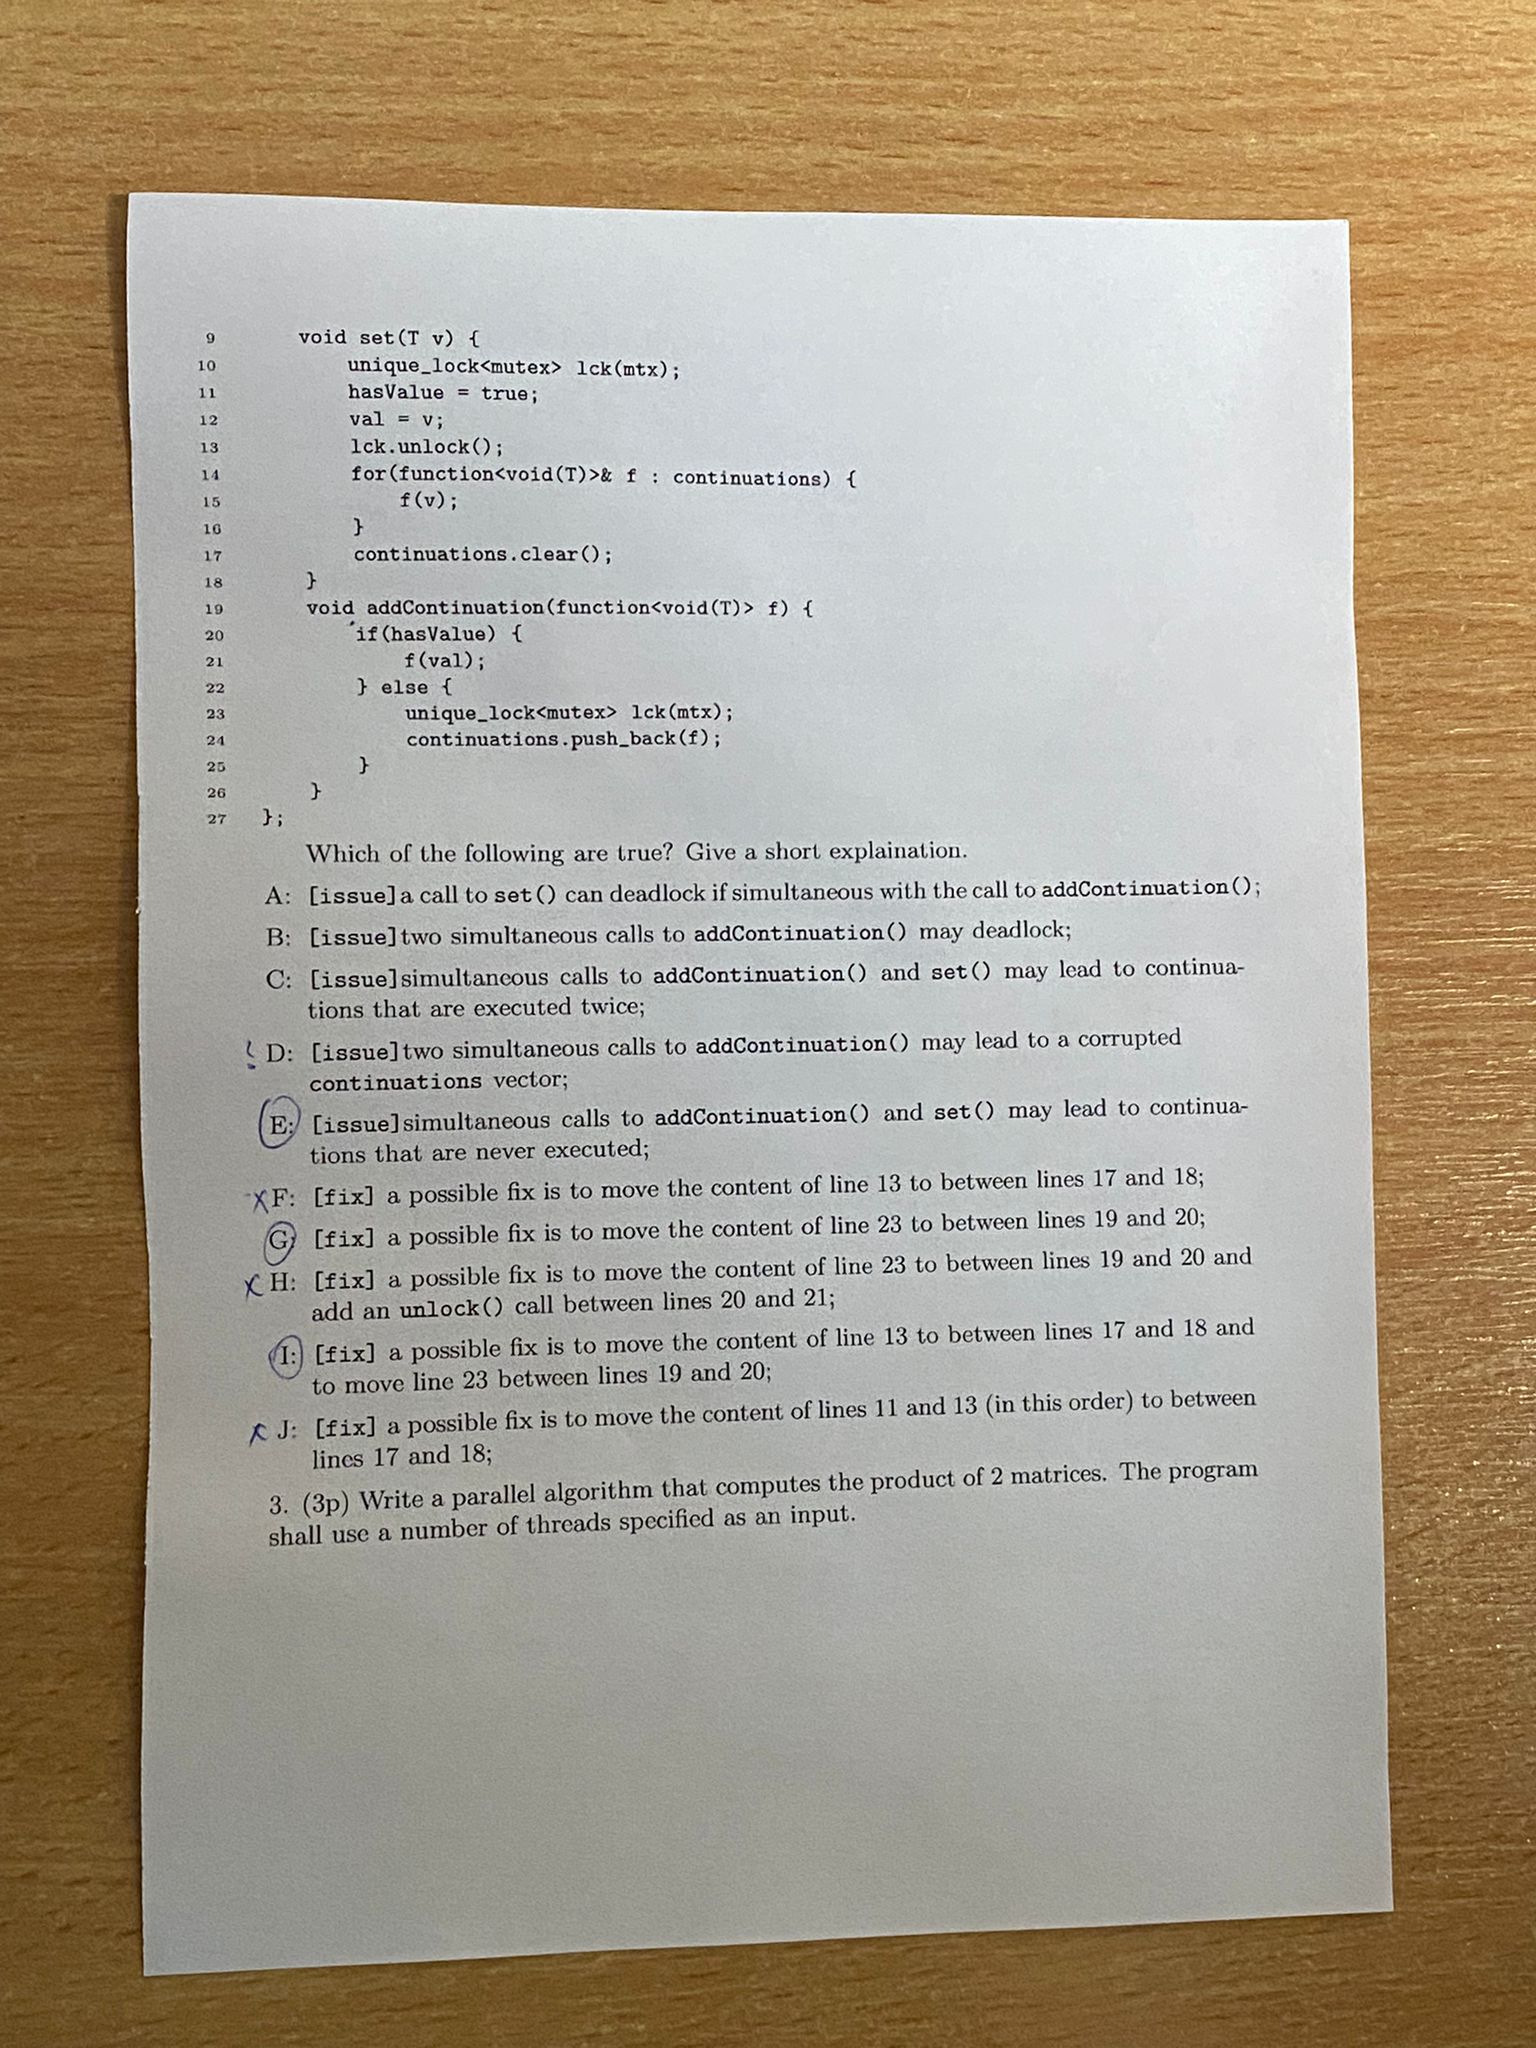 9 void set(T v) {
10 unique_lock<mutex> lck(mtx);
11 hasValue = true;
12 val = v;
13 lck.unlock();
14 for(function<void(T)>& f : continuations) {
15 f(v);
16 }
17 continuations.clear();
18 }
19 void addContinuation(function<void(T)> f) {
20 if(hasValue) {
21 f(val);
22 } else {
23 unique_lock<mutex> lck(mtx);
24 continuations.push_back(f);
25 }
26 }
27 };
Which of the following are true? Give a short explaination.
A: [issue]a call to set() can deadlock if simultaneous with the call to addContinuation();
B: [issue]two simultaneous calls to addContinuation() may deadlock;
C: [issue]simultaneous calls to addContinuation() and set() may lead to continua-
tions that are executed twice;
D: [issue]two simultaneous calls to addContinuation() may lead to a corrupted
continuations vector;
E: [issue]simultaneous calls to addContinuation() and set() may lead to continua-
tions that are never executed;
x F: [fix] a possible fix is to move the content of line 13 to between lines 17 and 18;
G: [fix] a possible fix is to move the content of line 23 to between lines 19 and 20;
x H: [fix] a possible fix is to move the content of line 23 to between lines 19 and 20 and
add an unlock() call between lines 20 and 21;
I: [fix] a possible fix is to move the content of line 13 to between lines 17 and 18 and
to move line 23 between lines 19 and 20;
x J: [fix] a possible fix is to move the content of lines 11 and 13 (in this order) to between
lines 17 and 18;
3. (3p) Write a parallel algorithm that computes the product of 2 matrices. The program
shall use a number of threads specified as an input.